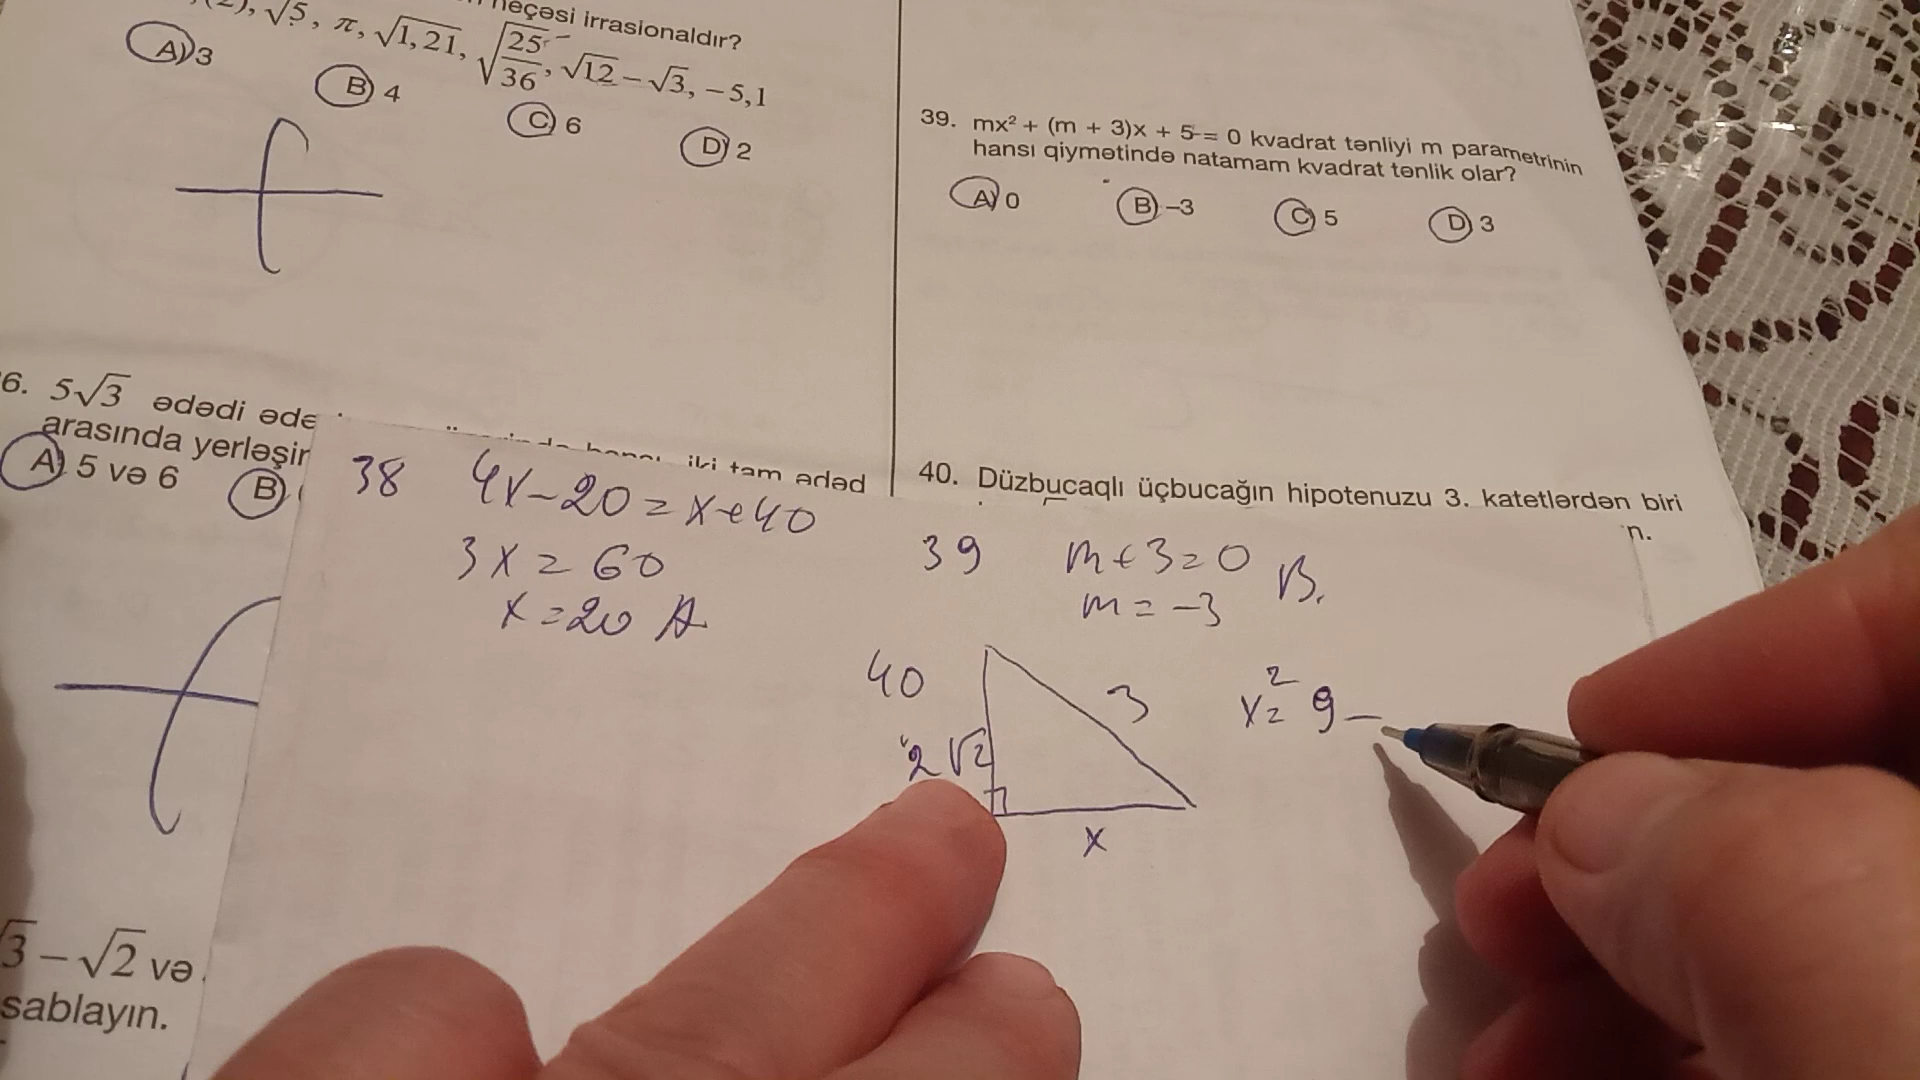 neçəsi irrasionaldır?
√5, π, √1,21, √25/36, √12 − √3, −5,1
A) 3
B) 4
C) 6
D) 2
39. mx² + (m + 3)x + 5 = 0 kvadrat tənliyi m parametrinin
hansı qiymətində natamam kvadrat tənlik olar?
A) 0 B) −3 C) 5 D) 3
6. 5√3 ədədi
iki tam ədəd
arasında yerləşir
A) 5 və 6 B)
40. Düzbucaqlı üçbucağın hipotenuzu 3. katetlərdən biri
n.
38 4x − 20 = x + 40
3x = 60
x = 20 A
39 m + 3 = 0
m = −3 B.
40
3
2√2
x
x² = 9 −
√3 − √2 və
sablayın.